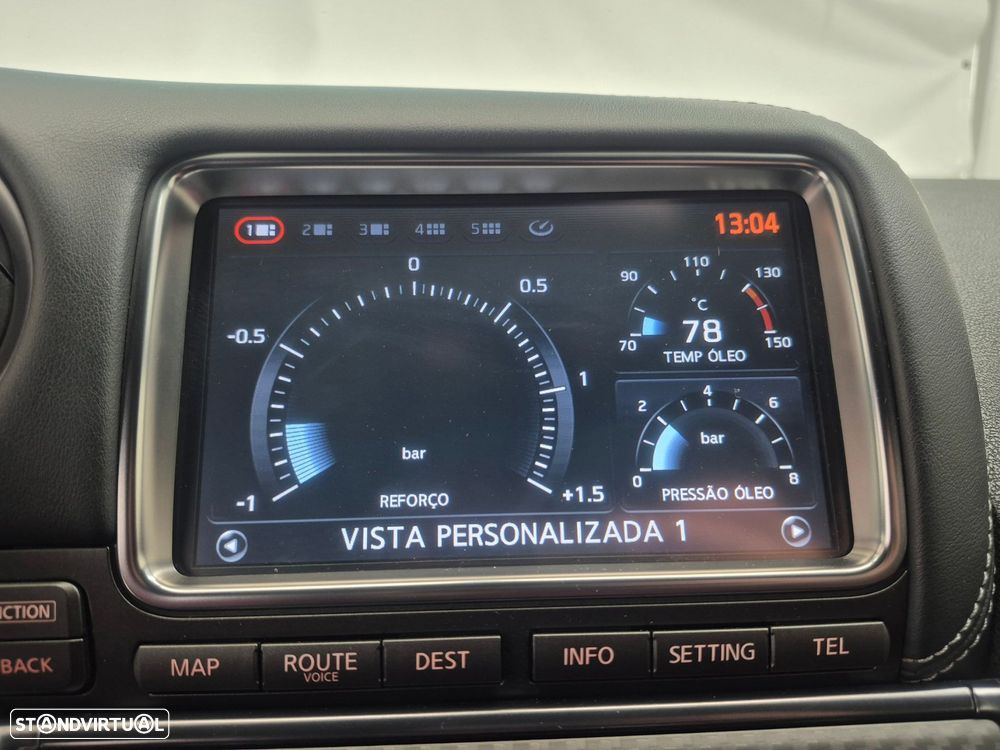 1 2 3 4 5 13:04
-1 -0.5 0 0.5 1 +1.5
bar
REFORÇO
70 90 110 130 150
°C
78
TEMP ÓLEO
0 2 4 6 8
bar
PRESSÃO ÓLEO
VISTA PERSONALIZADA 1
NCTION
BACK
MAP
ROUTE
VOICE
DEST
INFO
SETTING
TEL
STANDVIRTUAL